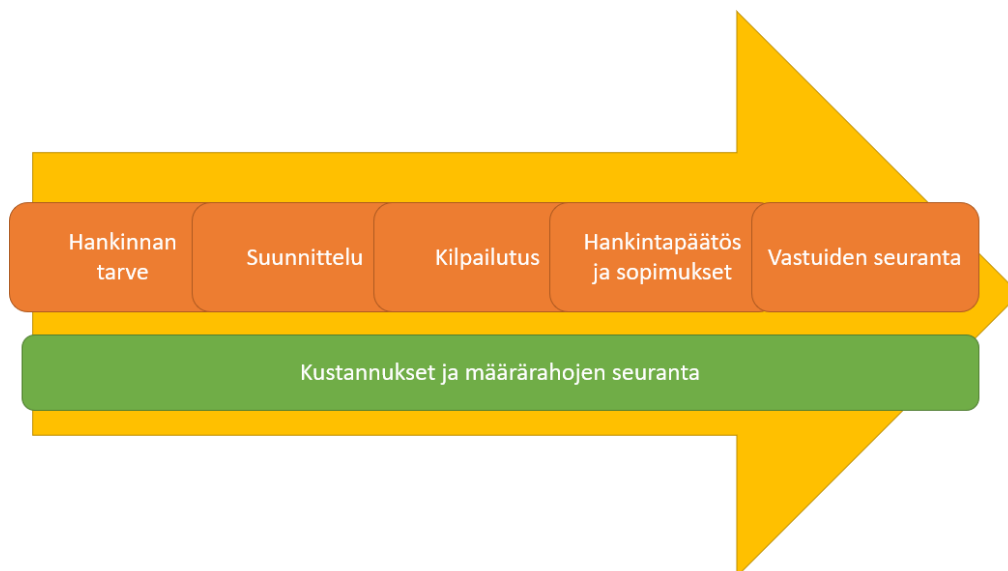 Hankinnan
tarve
Suunnittelu
Kilpailutus
Hankintapäätös
ja sopimukset
Vastuiden seuranta
Kustannukset ja määrärahojen seuranta